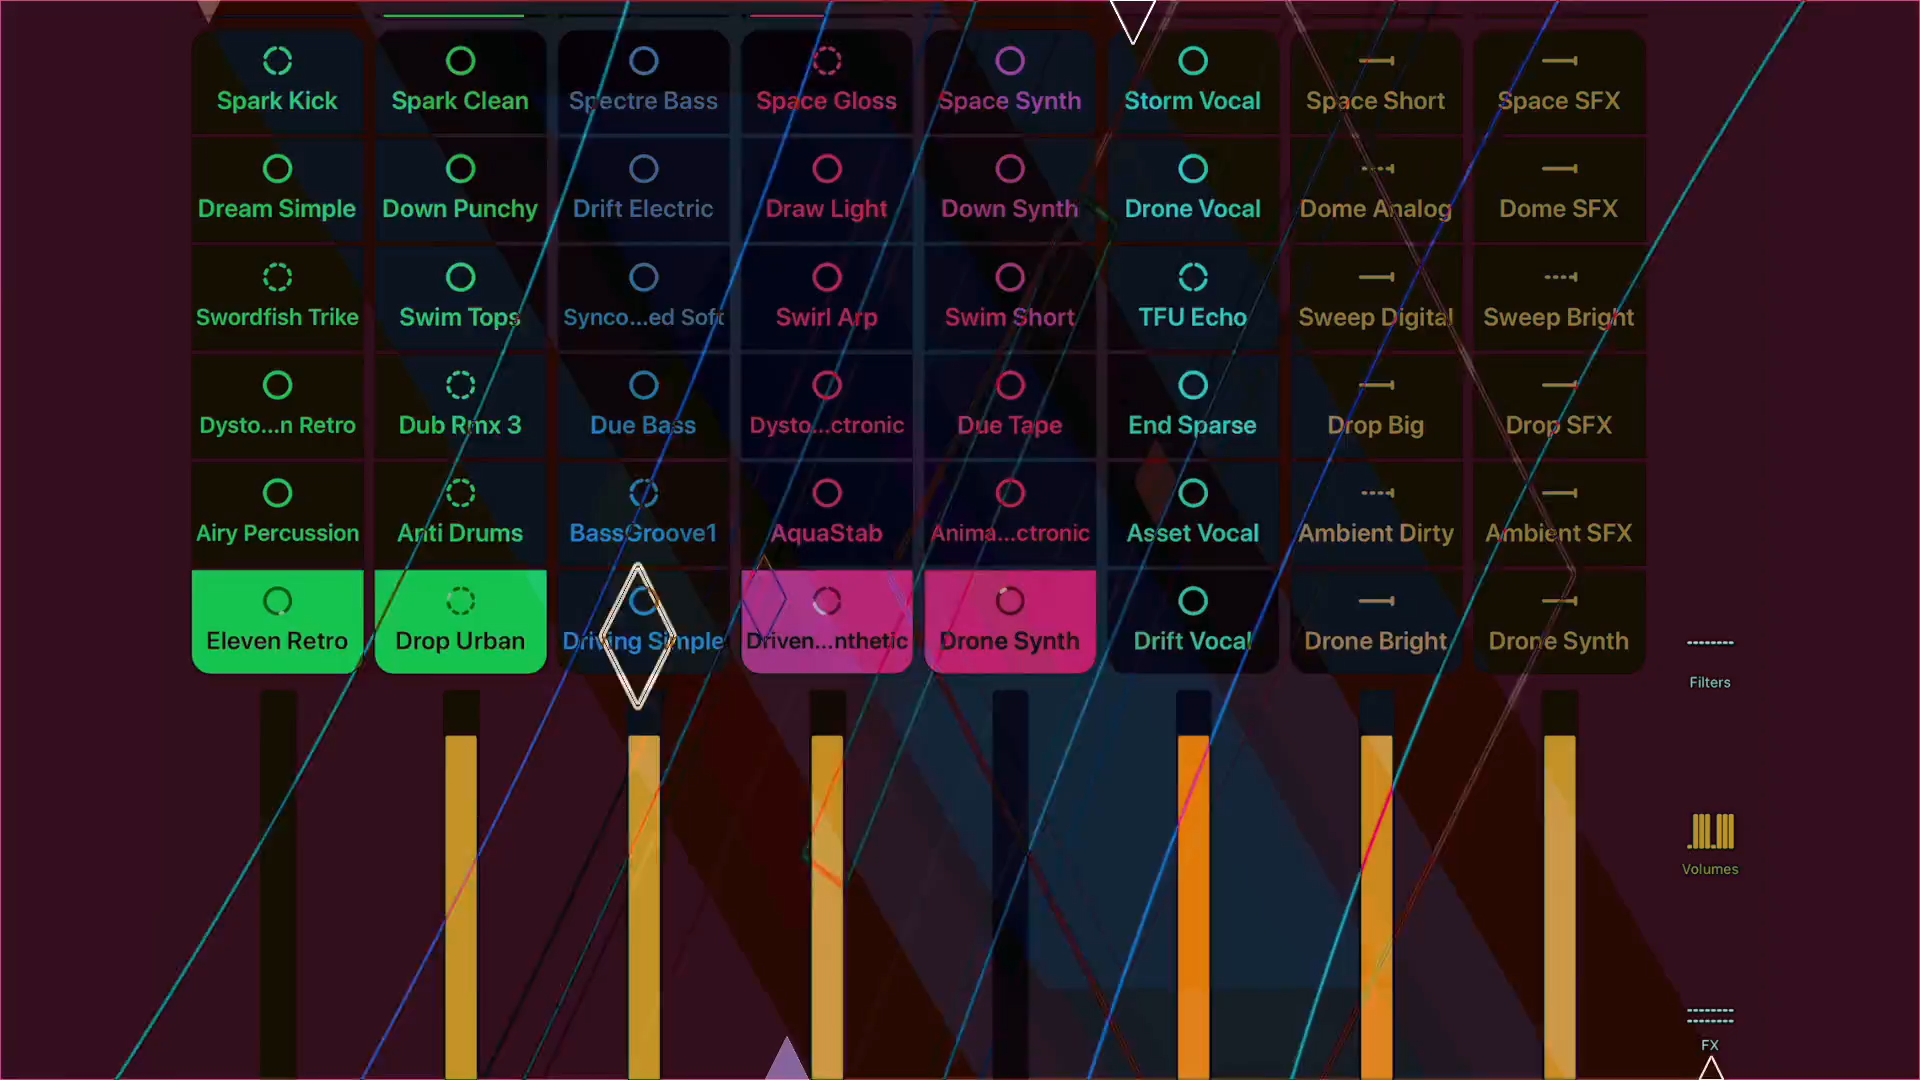 Spark Kick Spark Clean Spectre Bass Space Gloss Space Synth Storm Vocal Space Short Space SFX
Dream Simple Down Punchy Drift Electric Draw Light Down Synth Drone Vocal Dome Analog Dome SFX
Swordfish Trike Swim Tops Synco...ed Soft Swirl Arp Swim Short TFU Echo Sweep Digital Sweep Bright
Dysto...n Retro Dub Rmx 3 Due Bass Dysto...ctronic Due Tape End Sparse Drop Big Drop SFX
Airy Percussion Anti Drums BassGroove1 AquaStab Anima...ctronic Asset Vocal Ambient Dirty Ambient SFX
Eleven Retro Drop Urban Driving Simple Driven...nthetic Drone Synth Drift Vocal Drone Bright Drone Synth
Filters
Volumes
FX